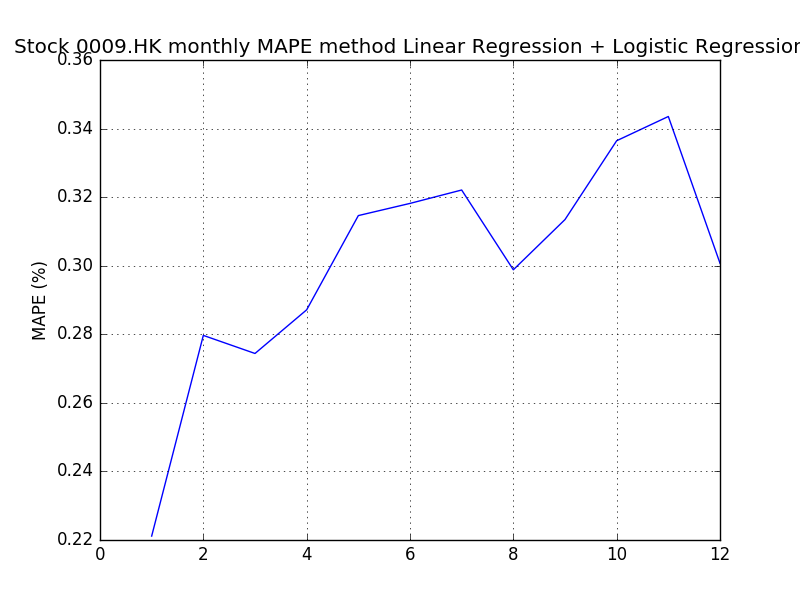 Stock 0009.HK monthly MAPE method Linear Regression + Logistic Regression
0.36
0.34
0.32
0.30
0.28
0.26
0.24
0.22
MAPE (%)
0 2 4 6 8 10 12